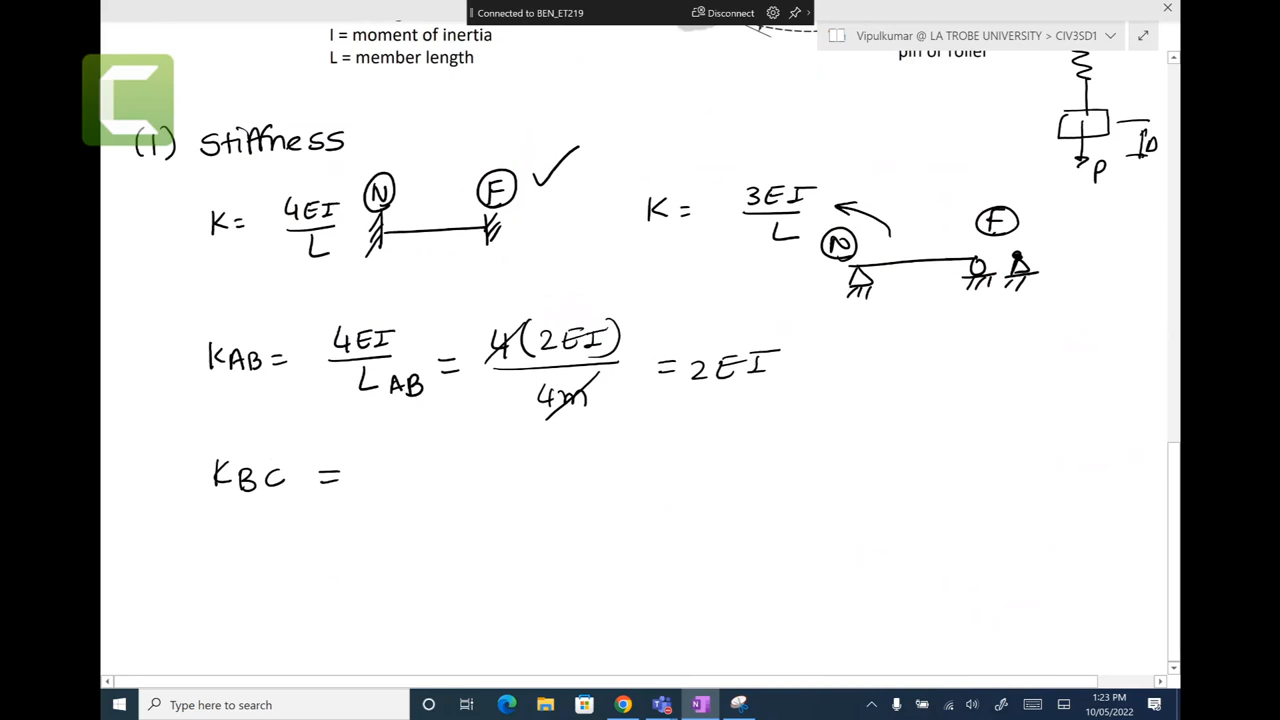 Connected to BEN_ET219 Disconnect
I = moment of inertia
L = member length
Vipulkumar @ LA TROBE UNIVERSITY > CIV3SD1
pin or roller
(1) Stiffness
K = 4EI/L N F ✓
K = 3EI/L N F
Δ
P
KAB = 4EI/LAB = 4(2EI)/4m = 2EI
KBC =
Type here to search
1:23 PM
10/05/2022